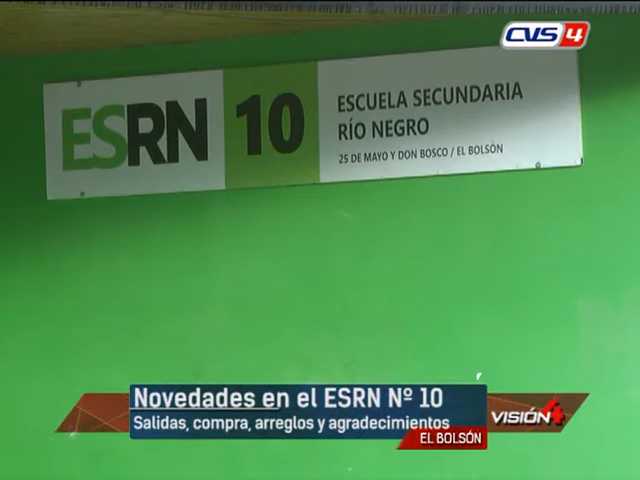 CVS 4
ESRN 10
ESCUELA SECUNDARIA
RÍO NEGRO
25 DE MAYO Y DON BOSCO / EL BOLSÓN
Novedades en el ESRN Nº 10
Salidas, compra, arreglos y agradecimientos
EL BOLSÓN
VISIÓN 4